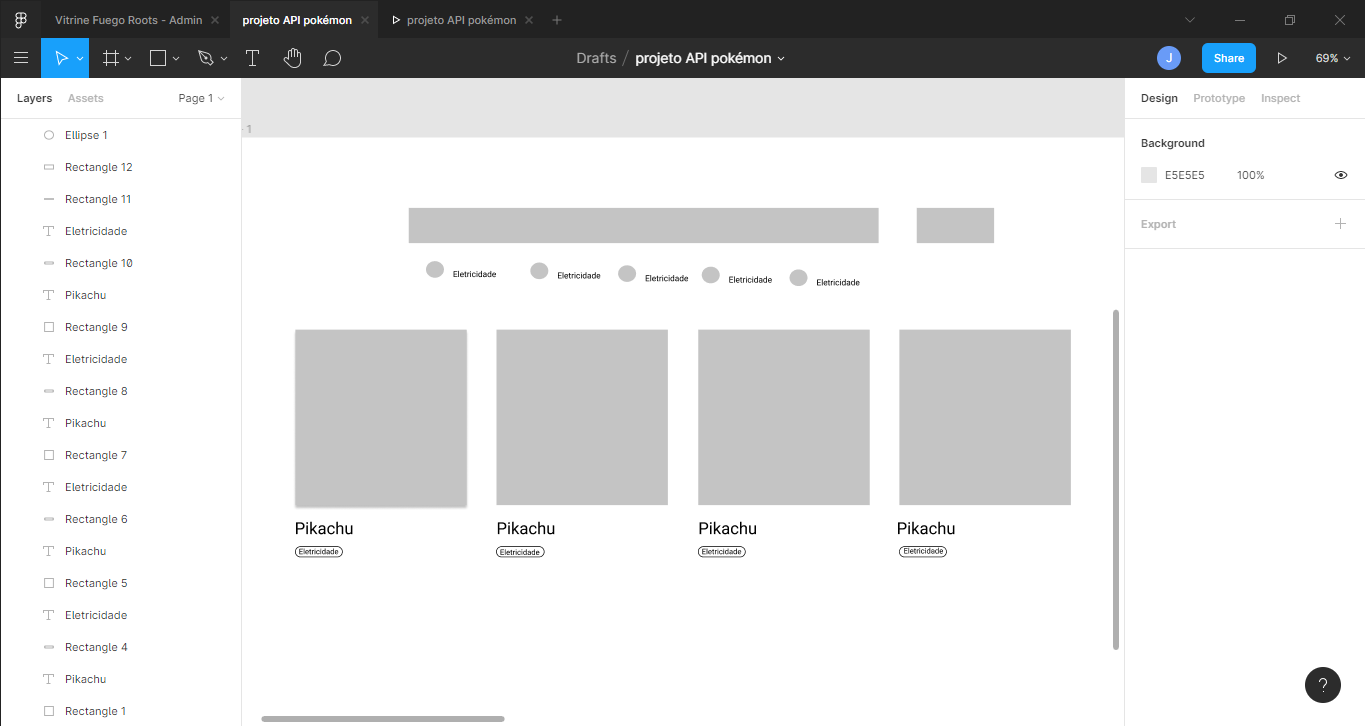 Vitrine Fuego Roots - Admin
projeto API pokémon
projeto API pokémon
Drafts / projeto API pokémon
J
Share
69%
Layers
Assets
Page 1
Ellipse 1
Rectangle 12
Rectangle 11
Eletricidade
Rectangle 10
Pikachu
Rectangle 9
Eletricidade
Rectangle 8
Pikachu
Rectangle 7
Eletricidade
Rectangle 6
Pikachu
Rectangle 5
Eletricidade
Rectangle 4
Pikachu
Rectangle 1
1
Eletricidade
Eletricidade
Eletricidade
Eletricidade
Eletricidade
Pikachu
Pikachu
Pikachu
Pikachu
Eletricidade
Eletricidade
Eletricidade
Eletricidade
Design
Prototype
Inspect
Background
E5E5E5
100%
Export
?